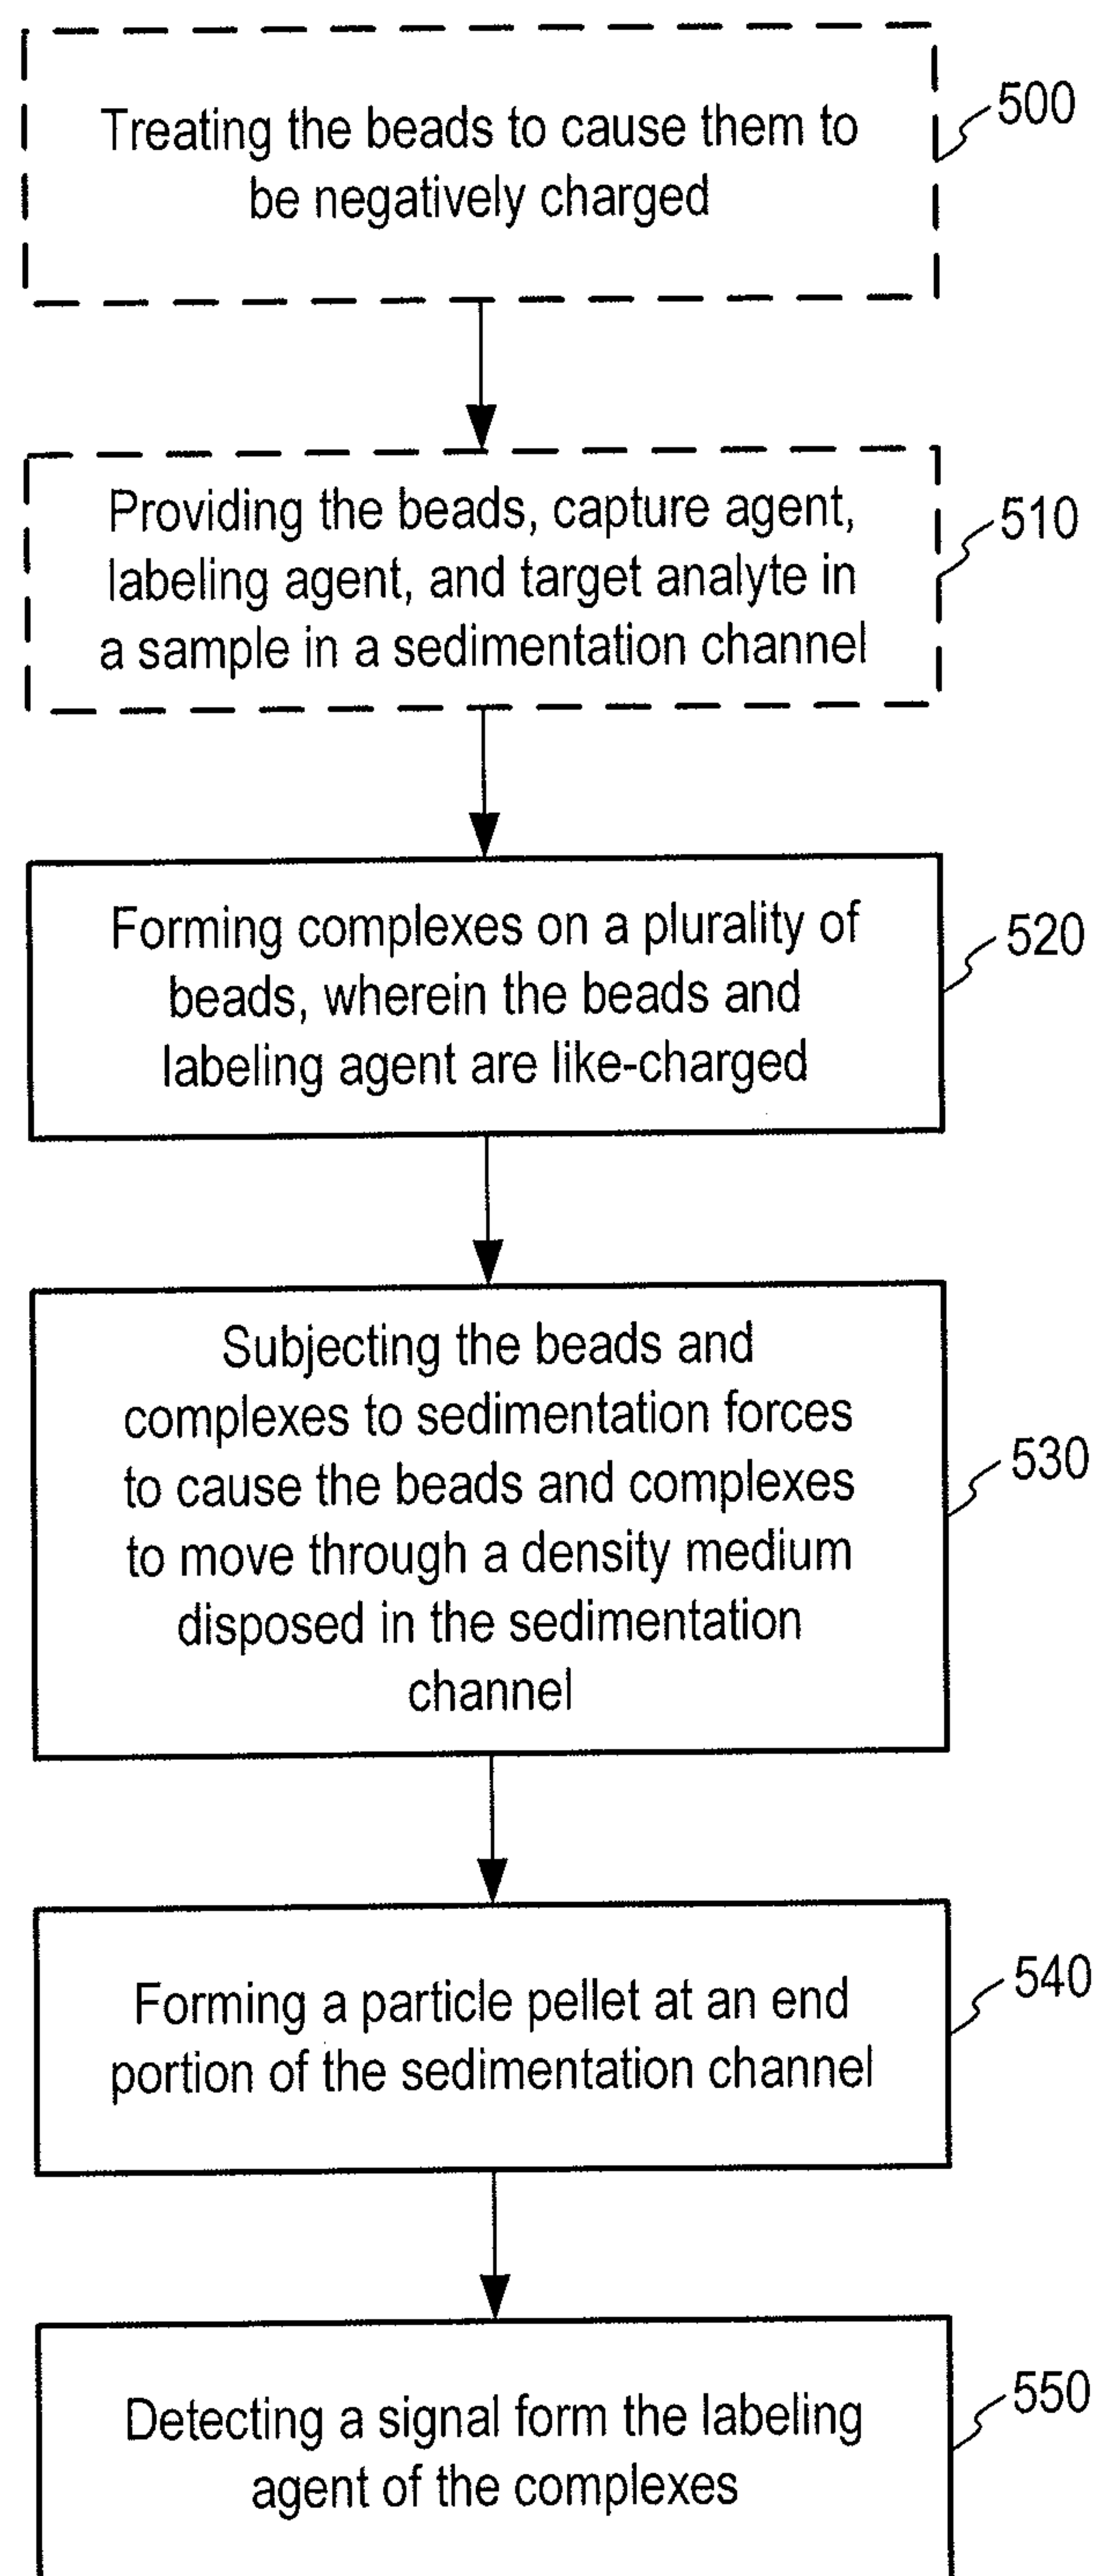 Treating the beads to cause them to
be negatively charged
500
Providing the beads, capture agent,
labeling agent, and target analyte in
a sample in a sedimentation channel
510
Forming complexes on a plurality of
beads, wherein the beads and
labeling agent are like-charged
520
Subjecting the beads and
complexes to sedimentation forces
to cause the beads and complexes
to move through a density medium
disposed in the sedimentation
channel
530
Forming a particle pellet at an end
portion of the sedimentation channel
540
Detecting a signal form the labeling
agent of the complexes
550